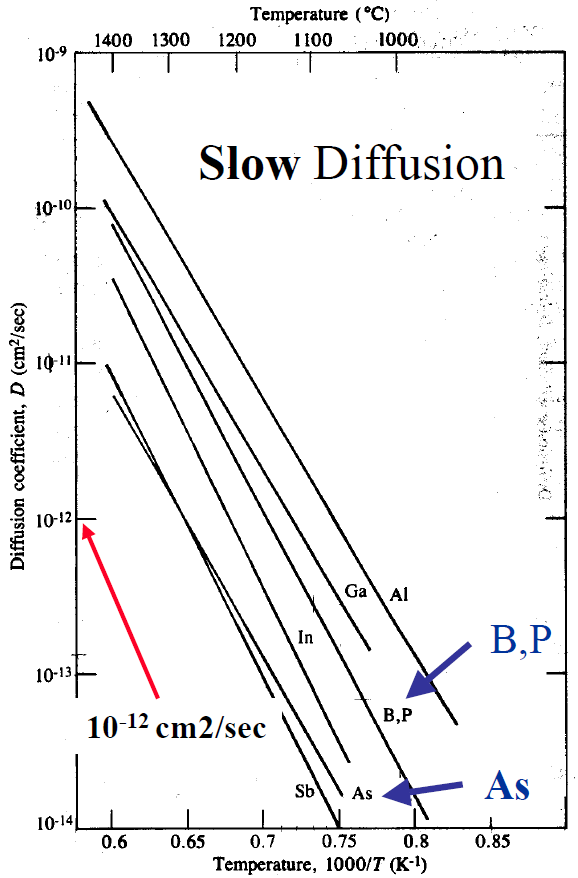 Temperature (°C)
1400 1300 1200 1100 1000
10-9
Slow Diffusion
10-10
10-11
Diffusion coefficient, D (cm2/sec)
10-12
Ga
Al
In
B,P
10-13
10-12 cm2/sec
B,P
Sb
As
As
10-14
0.6 0.65 0.7 0.75 0.8 0.85
Temperature, 1000/T (K-1)